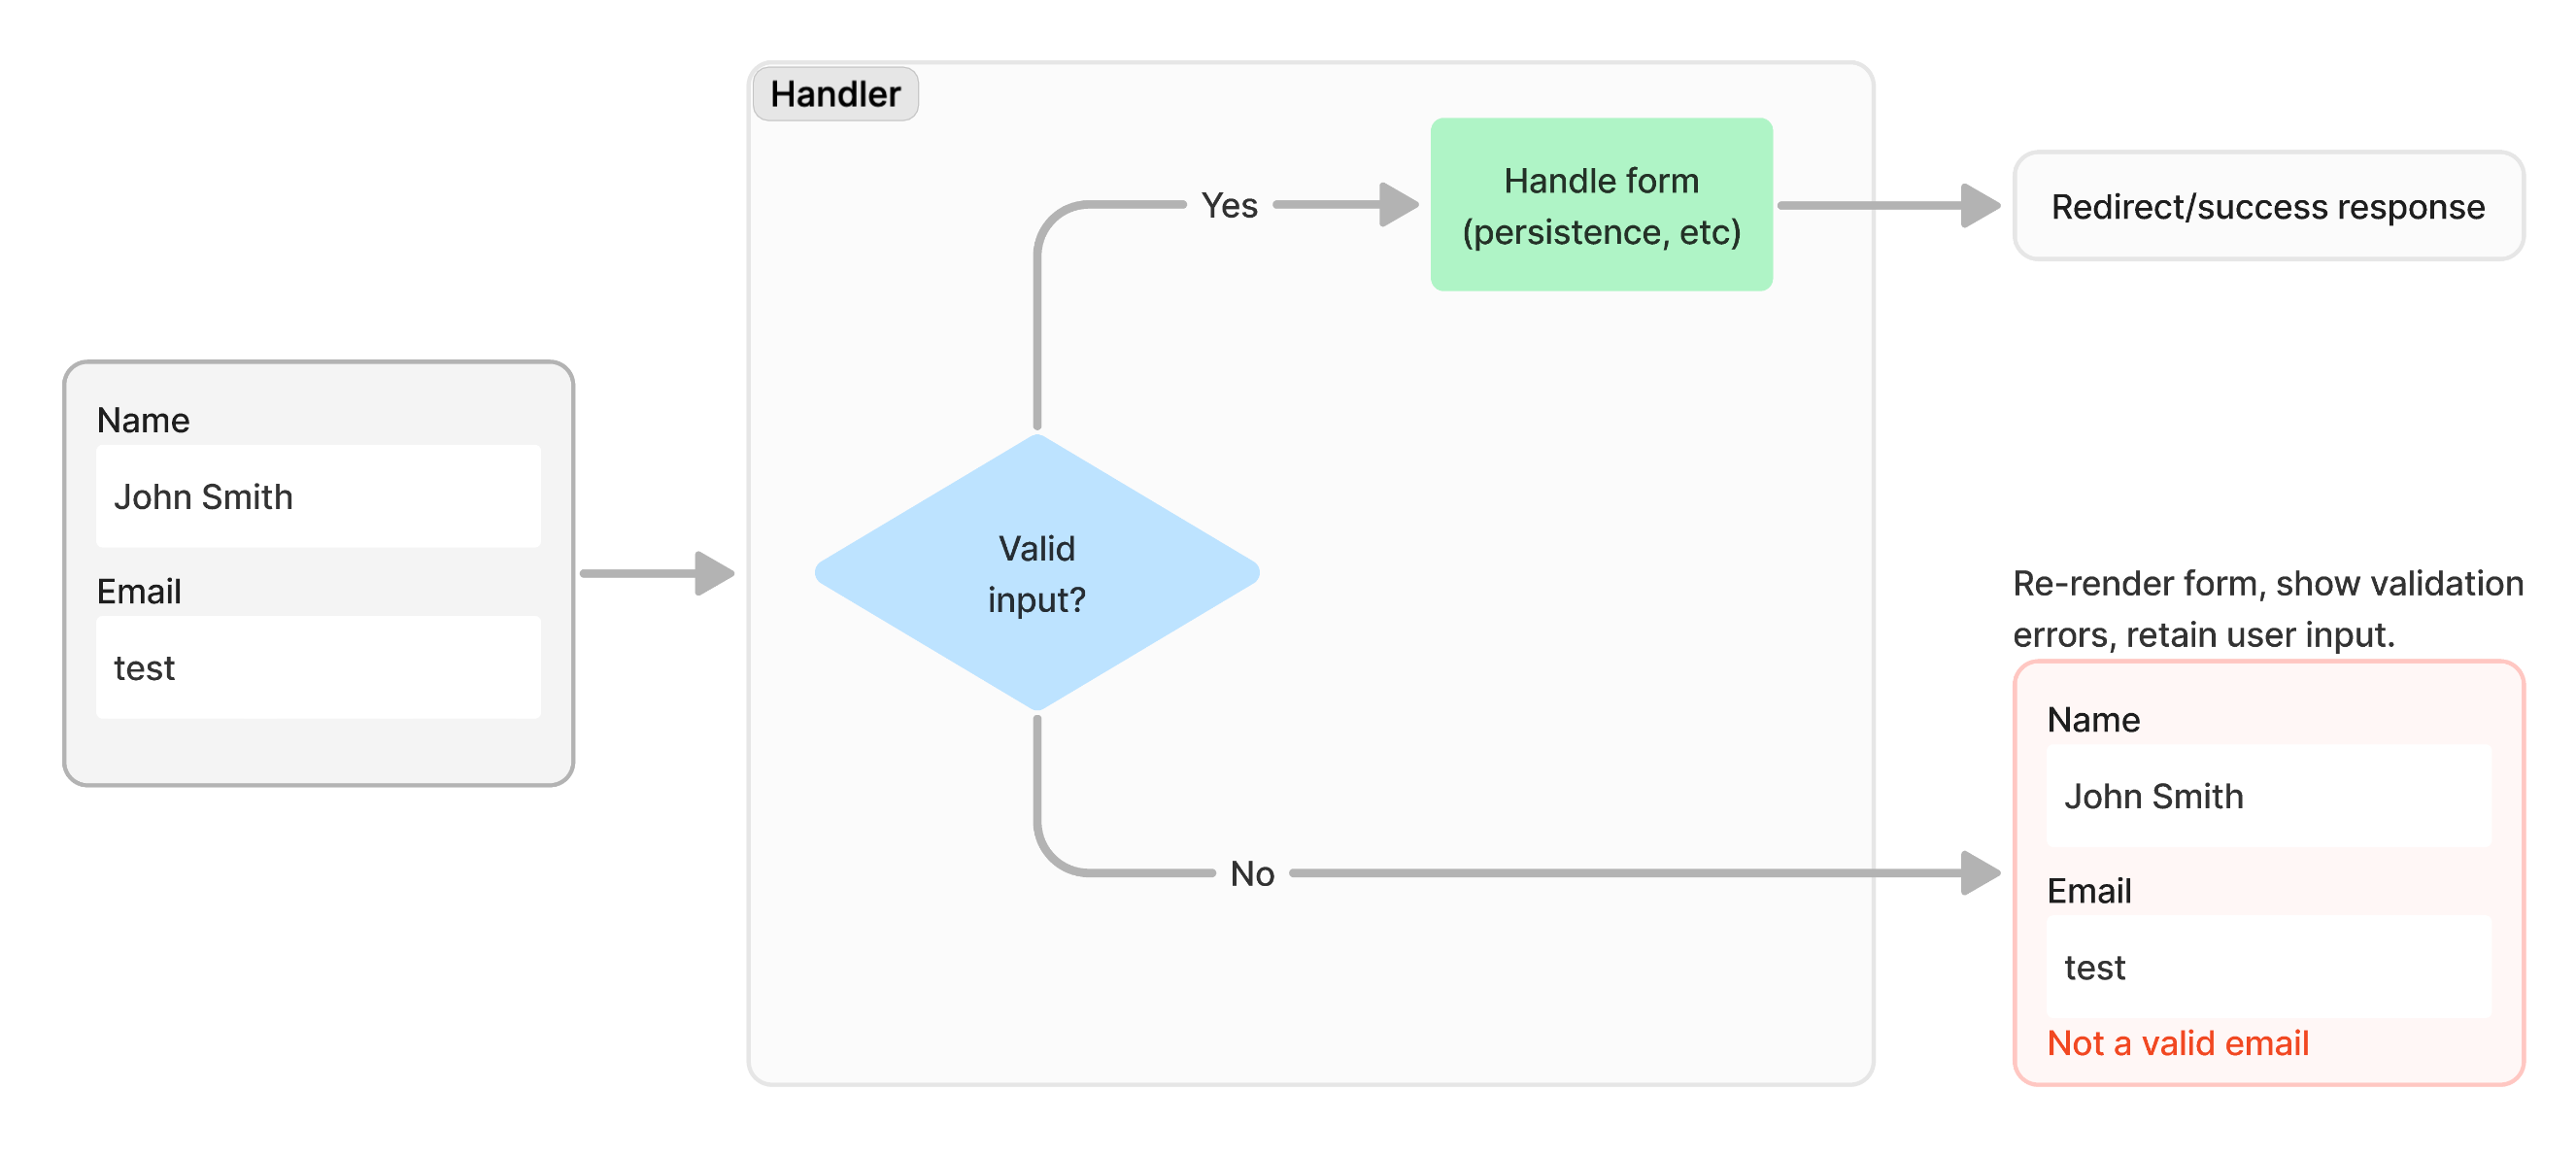 Handler
Name
John Smith
Email
test
Valid
input?
Yes
Handle form
(persistence, etc)
Redirect/success response
No
Re-render form, show validation
errors, retain user input.
Name
John Smith
Email
test
Not a valid email